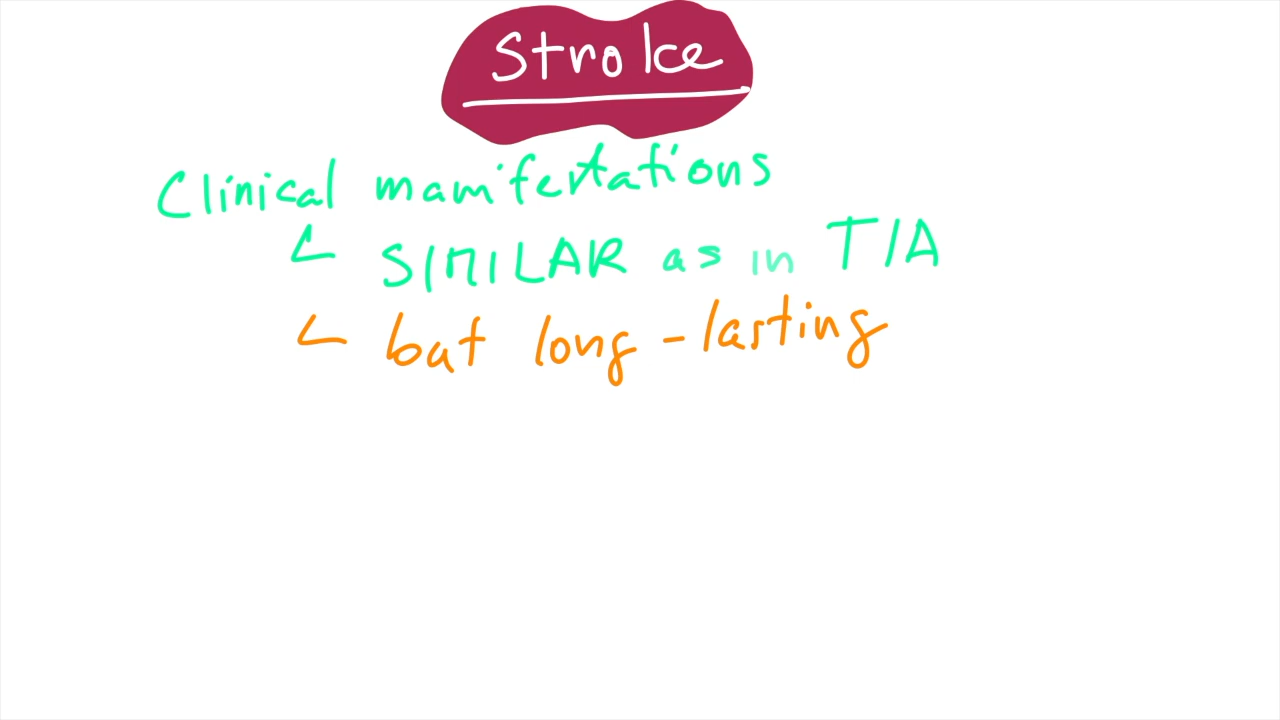 Stroke
Clinical manifestations
SIMILAR as in TIA
but long-lasting